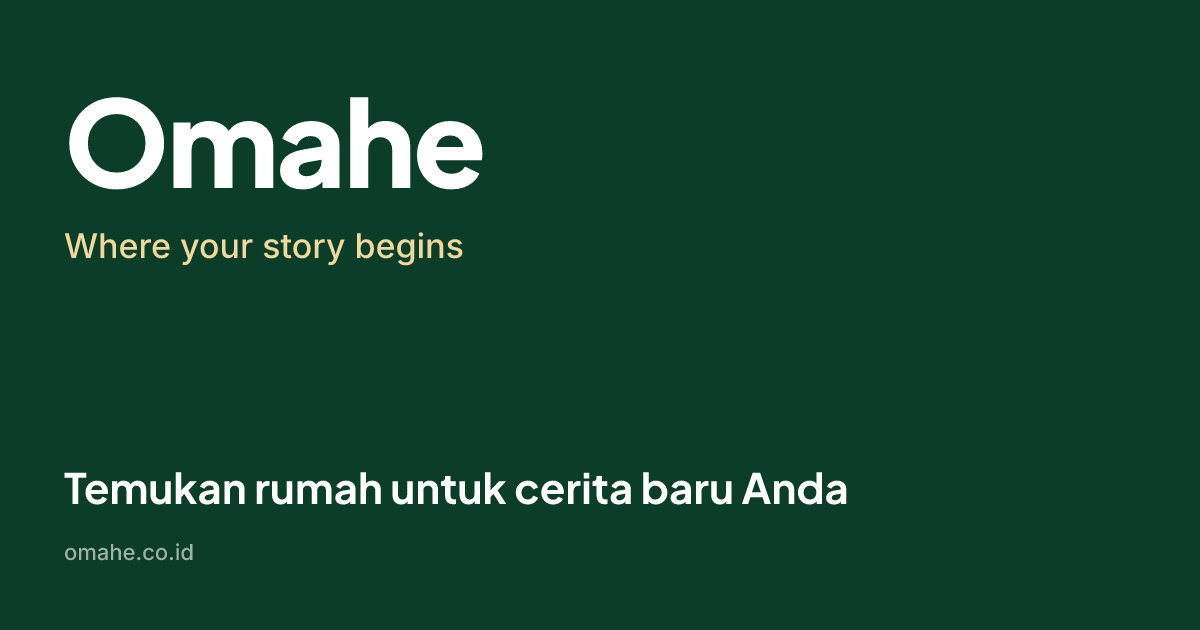 Omahe
Where your story begins
Temukan rumah untuk cerita baru Anda
omahe.co.id